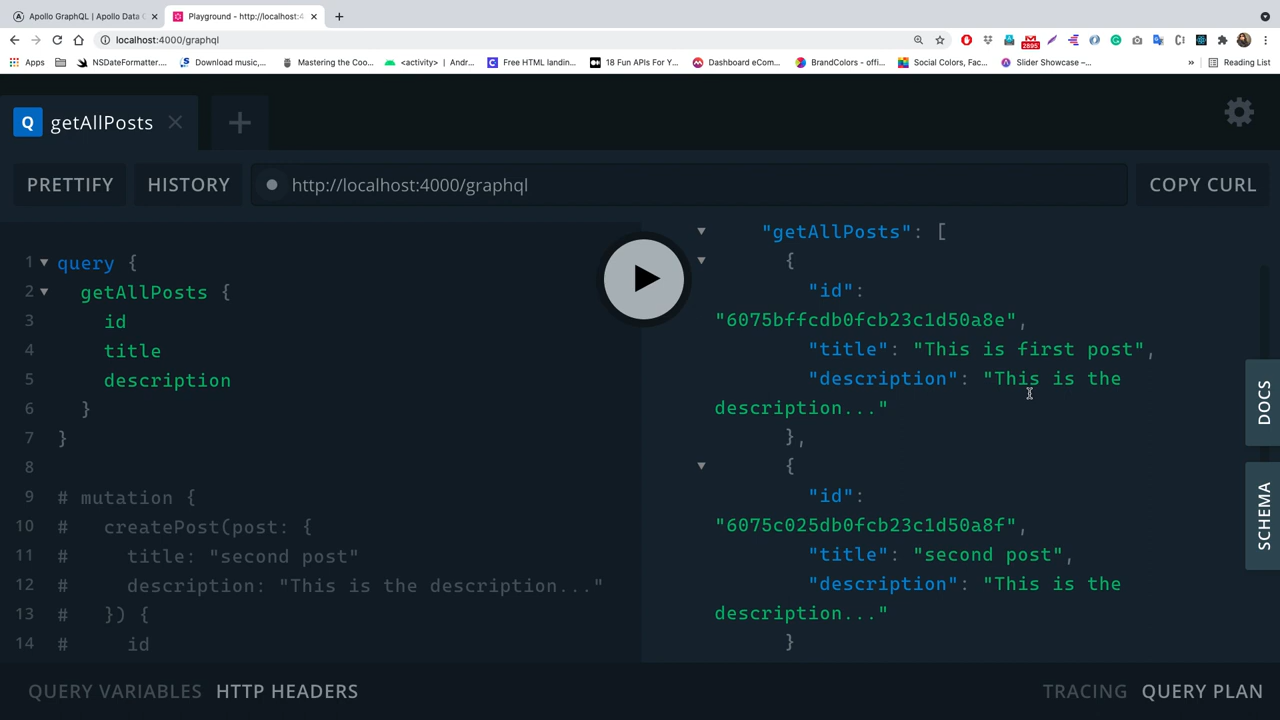 Apollo GraphQL | Apollo Data
Playground - http://localhost:4
localhost:4000/graphql
2895
Apps
NSDateFormatter....
Download music,...
Mastering the Coo...
<activity> | Andr...
Free HTML landin...
18 Fun APIs For Y...
Dashboard eCom...
BrandColors - offi...
Social Colors, Fac...
Slider Showcase –...
»
Reading List
Q getAllPosts
PRETTIFY
HISTORY
http://localhost:4000/graphql
COPY CURL
1 query {
2 getAllPosts {
3 id
4 title
5 description
6 }
7 }
8
9 # mutation {
10 # createPost(post: {
11 # title: "second post"
12 # description: "This is the description..."
13 # }) {
14 # id
"getAllPosts": [
{
"id":
"6075bffcdb0fcb23c1d50a8e",
"title": "This is first post",
"description": "This is the
description..."
},
{
"id":
"6075c025db0fcb23c1d50a8f",
"title": "second post",
"description": "This is the
description..."
}
DOCS
SCHEMA
QUERY VARIABLES
HTTP HEADERS
TRACING
QUERY PLAN